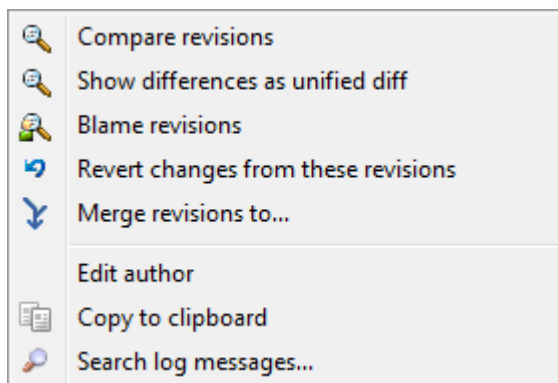 Compare revisions
Show differences as unified diff
Blame revisions
Revert changes from these revisions
Merge revisions to...
Edit author
Copy to clipboard
Search log messages...